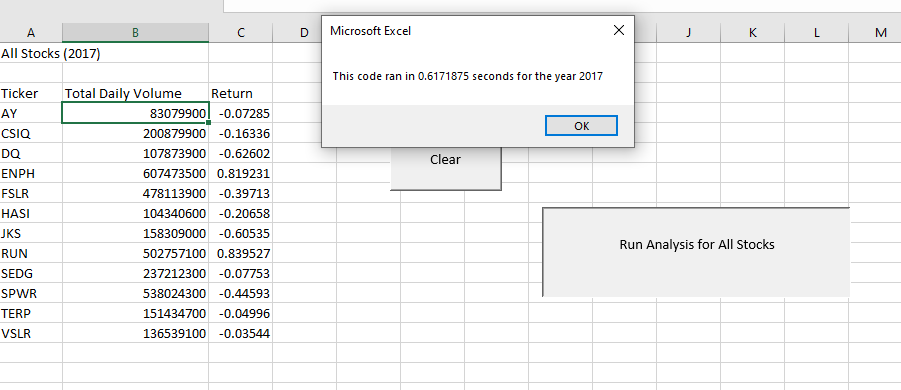 A B C D J K L M
All Stocks (2017)
Microsoft Excel
This code ran in 0.6171875 seconds for the year 2017
OK
Ticker Total Daily Volume Return
AY 83079900 -0.07285
CSIQ 200879900 -0.16336
DQ 107873900 -0.62602
ENPH 607473500 0.819231
FSLR 478113900 -0.39713
HASI 104340600 -0.20658
JKS 158309000 -0.60535
RUN 502757100 0.839527
SEDG 237212300 -0.07753
SPWR 538024300 -0.44593
TERP 151434700 -0.04996
VSLR 136539100 -0.03544
Clear
Run Analysis for All Stocks